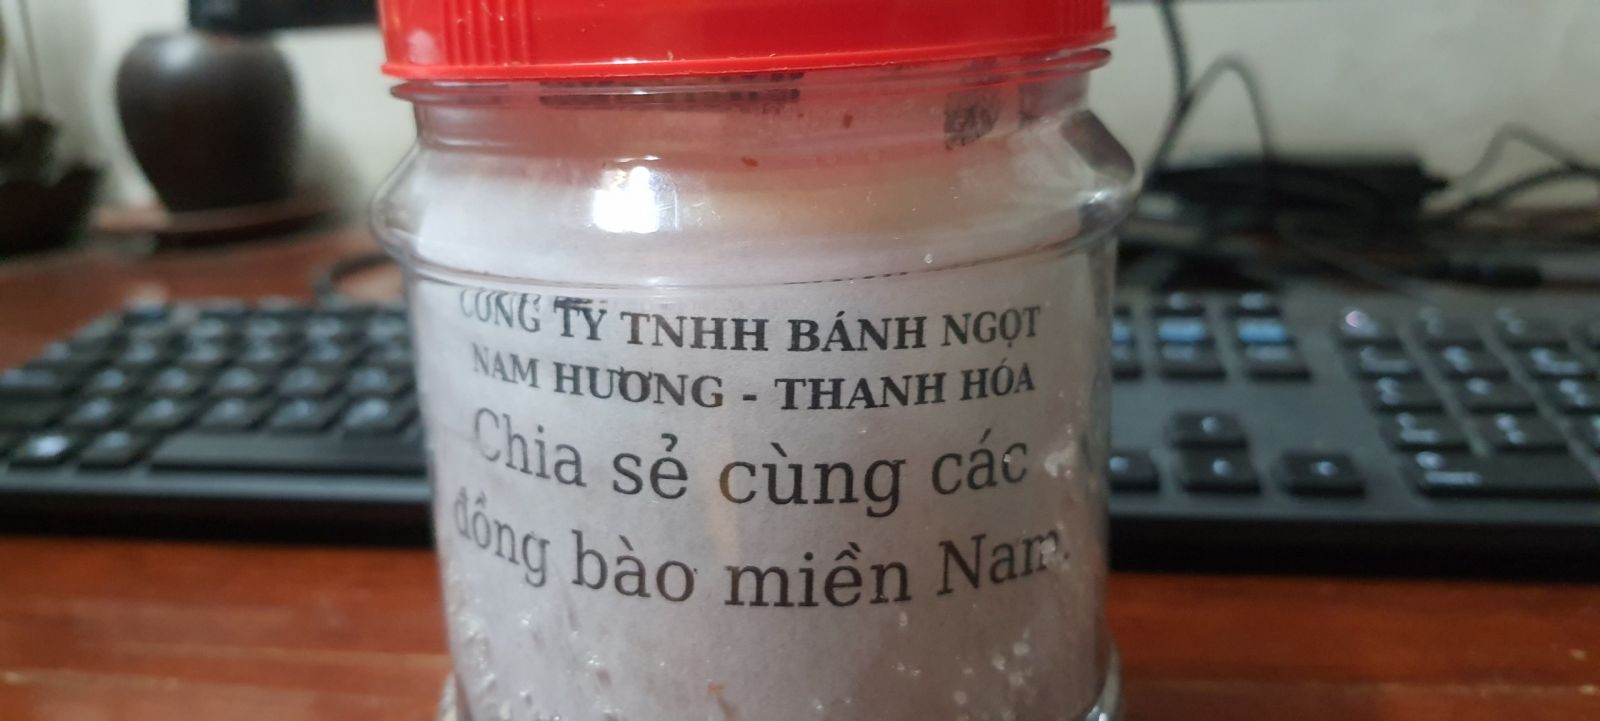 CÔNG TY TNHH BÁNH NGỌT
NAM HƯƠNG - THANH HÓA
Chia sẻ cùng các
đồng bào miền Nam.